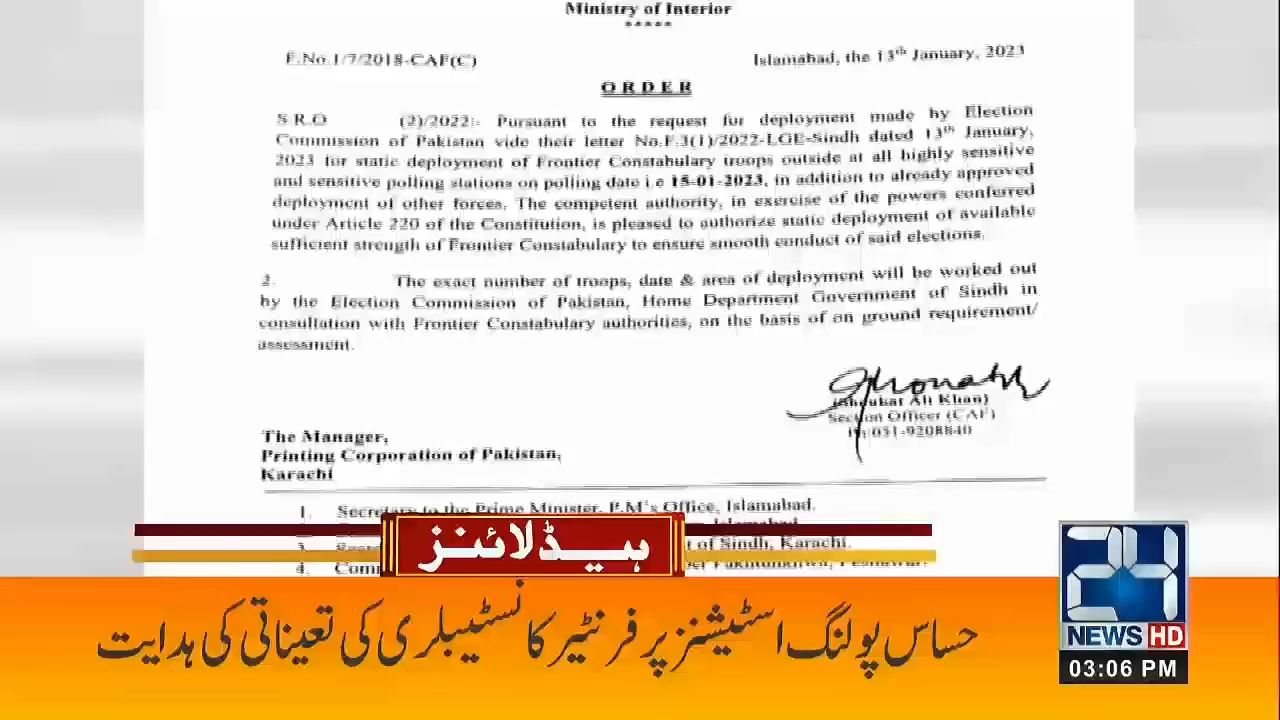 Ministry of Interior
*****
F.No.1/7/2018-CAF(C) Islamabad, the 13th January, 2023
ORDER
S.R.O (2)/2022:- Pursuant to the request for deployment made by Election
Commission of Pakistan vide their letter No.F.3(1)/2022-LGE-Sindh dated 13th January,
2023 for static deployment of Frontier Constabulary troops outside at all highly sensitive
and sensitive polling stations on polling date i.e 15-01-2023, in addition to already approved
deployment of other forces. The competent authority, in exercise of the powers conferred
under Article 220 of the Constitution, is pleased to authorize static deployment of available
sufficient strength of Frontier Constabulary to ensure smooth conduct of said elections.
2. The exact number of troops, date & area of deployment will be worked out
by the Election Commission of Pakistan, Home Department Government of Sindh in
consultation with Frontier Constabulary authorities, on the basis of on ground requirement/
assessment.
Ali Khan)
Section Officer (CAF)
051-9208840
The Manager,
Printing Corporation of Pakistan,
Karachi
1. Secretary to the Prime Minister, P.M's Office, Islamabad.
Islamabad.
3. of Sindh, Karachi.
4.
ہیڈلائنز
حساس پولنگ اسٹیشنز پر فرنٹیر کانسٹیبلری کی تعیناتی کی ہدایت
24
NEWS HD
03:06 PM